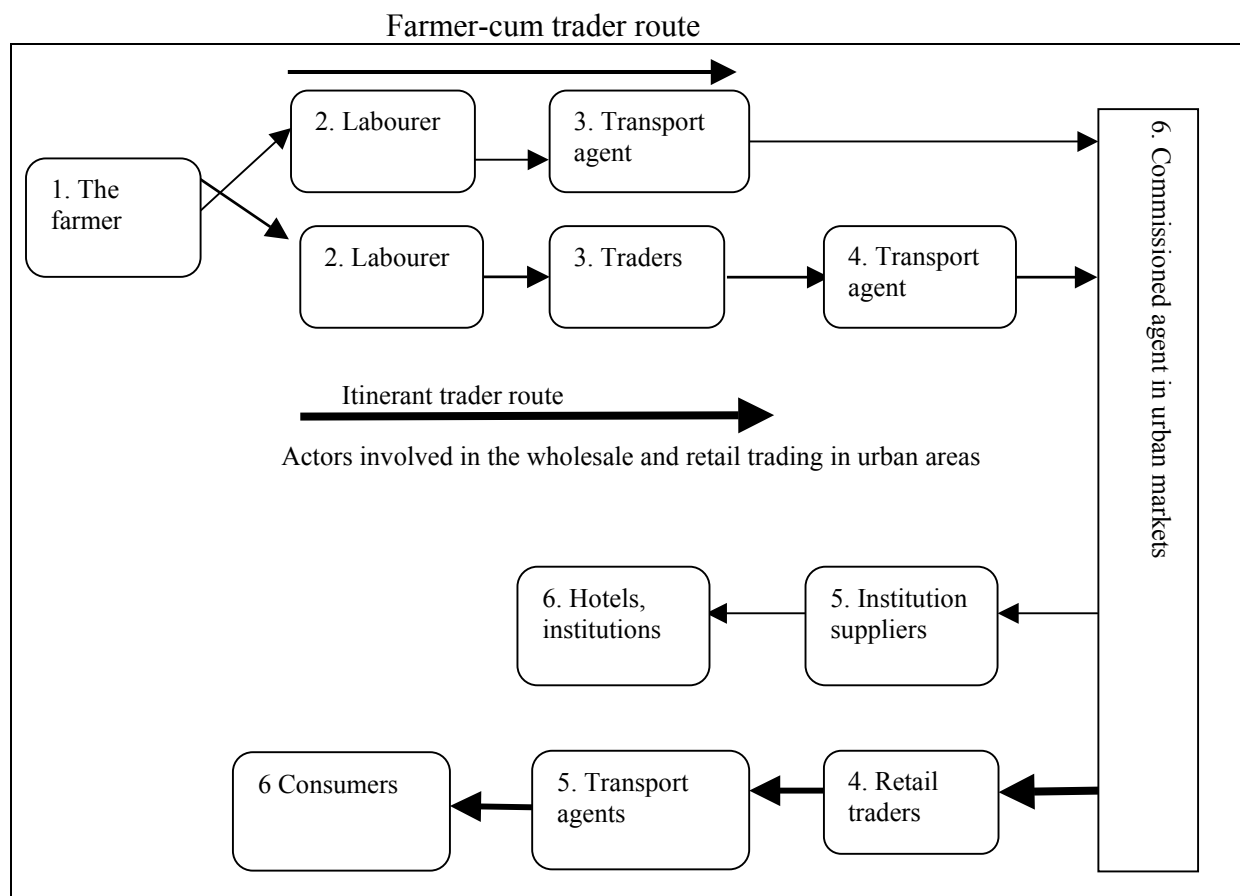 Farmer-cum trader route
2. Labourer
3. Transport
agent
1. The
farmer
2. Labourer
3. Traders
4. Transport
agent
6. Commissioned agent in urban markets
Itinerant trader route
Actors involved in the wholesale and retail trading in urban areas
6. Hotels,
institutions
5. Institution
suppliers
6 Consumers
5. Transport
agents
4. Retail
traders